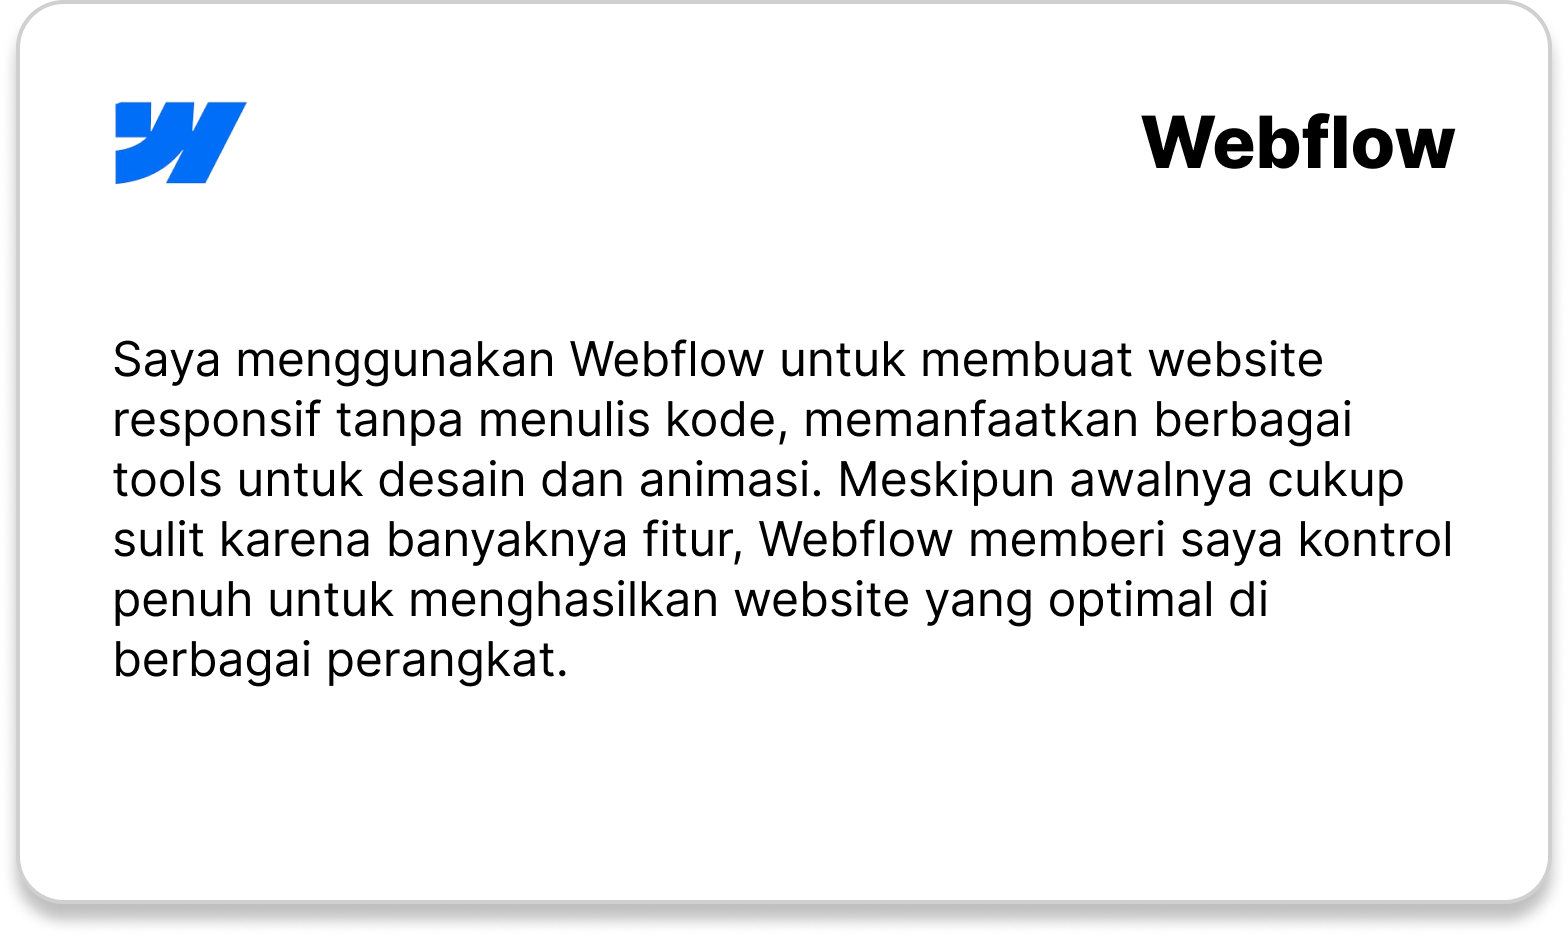 Webflow
Saya menggunakan Webflow untuk membuat website
responsif tanpa menulis kode, memanfaatkan berbagai
tools untuk desain dan animasi. Meskipun awalnya cukup
sulit karena banyaknya fitur, Webflow memberi saya kontrol
penuh untuk menghasilkan website yang optimal di
berbagai perangkat.